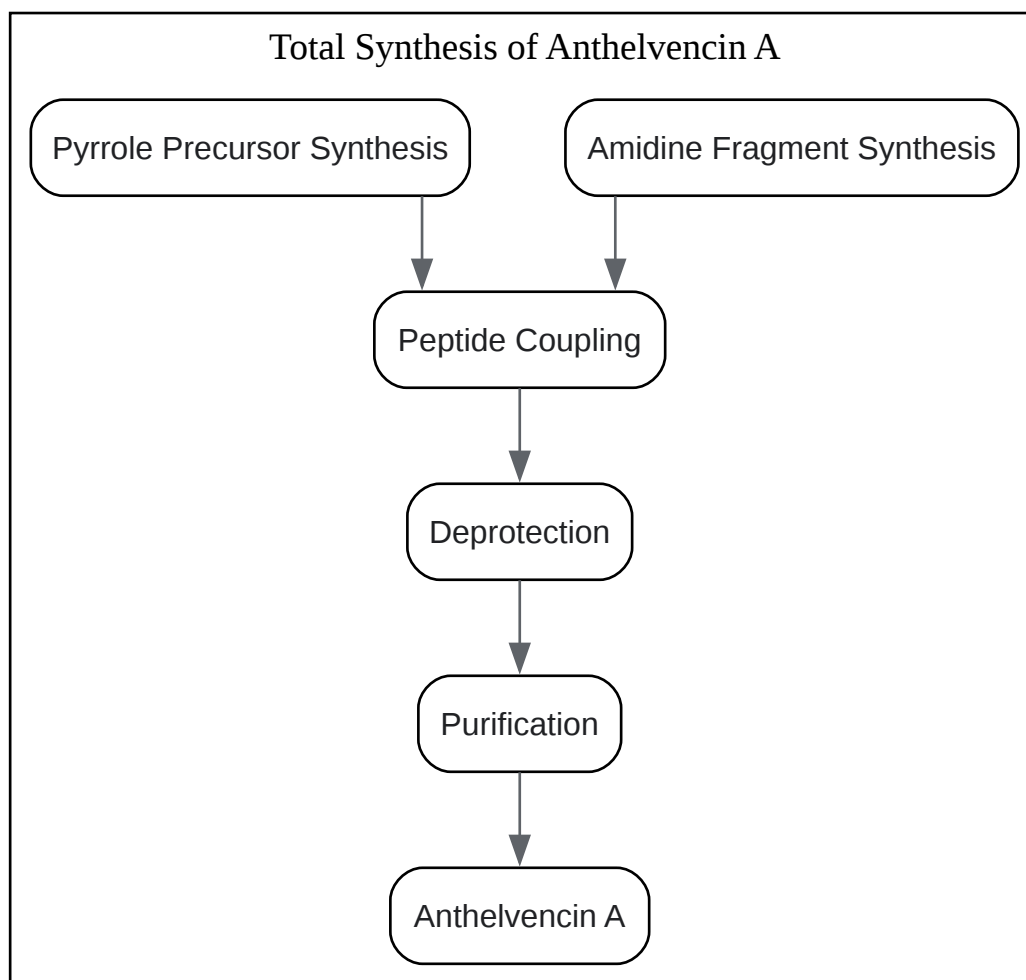 Total Synthesis of Anthelvencin A
Pyrrole Precursor Synthesis
Amidine Fragment Synthesis
Peptide Coupling
Deprotection
Purification
Anthelvencin A